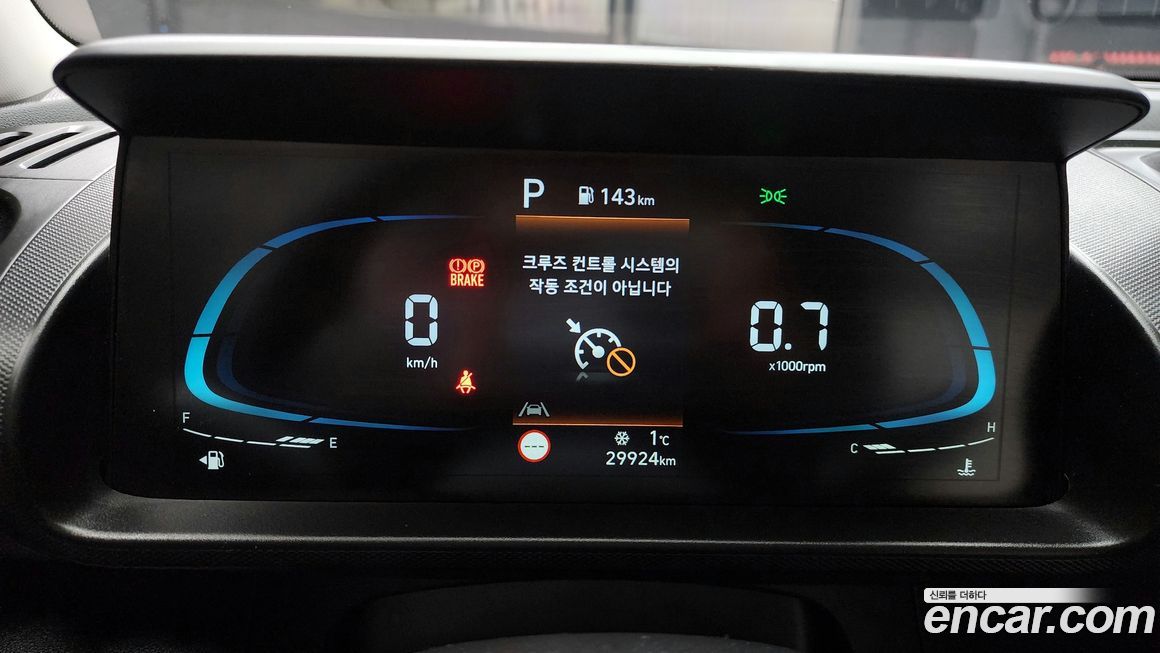 P 143km
크루즈 컨트롤 시스템의
작동 조건이 아닙니다
BRAKE
0
km/h
0.7
x1000rpm
F
E
---
1℃
29924km
C
H
신뢰를 더하다
encar.com